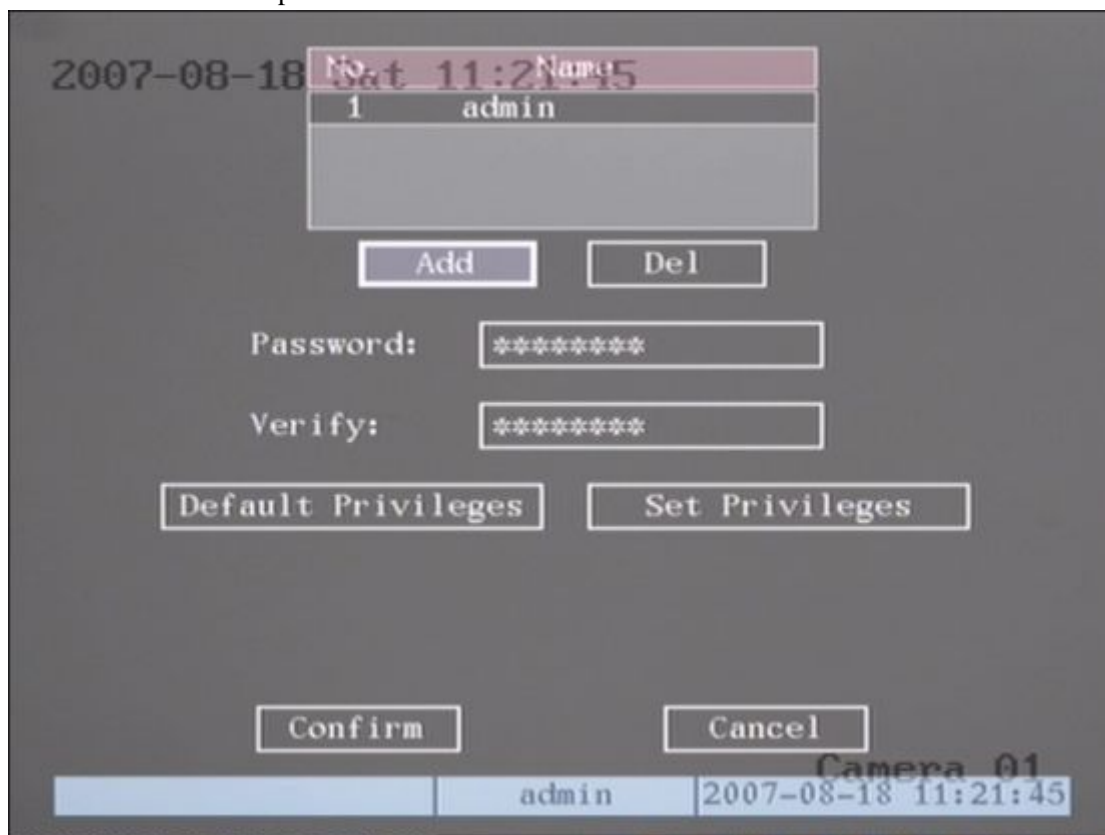 2007-08-18 Sat 11:21:45
No. Name
1 admin
Add Del
Password: ********
Verify: ********
Default Privileges Set Privileges
Confirm Cancel
Camera 01
admin 2007-08-18 11:21:45